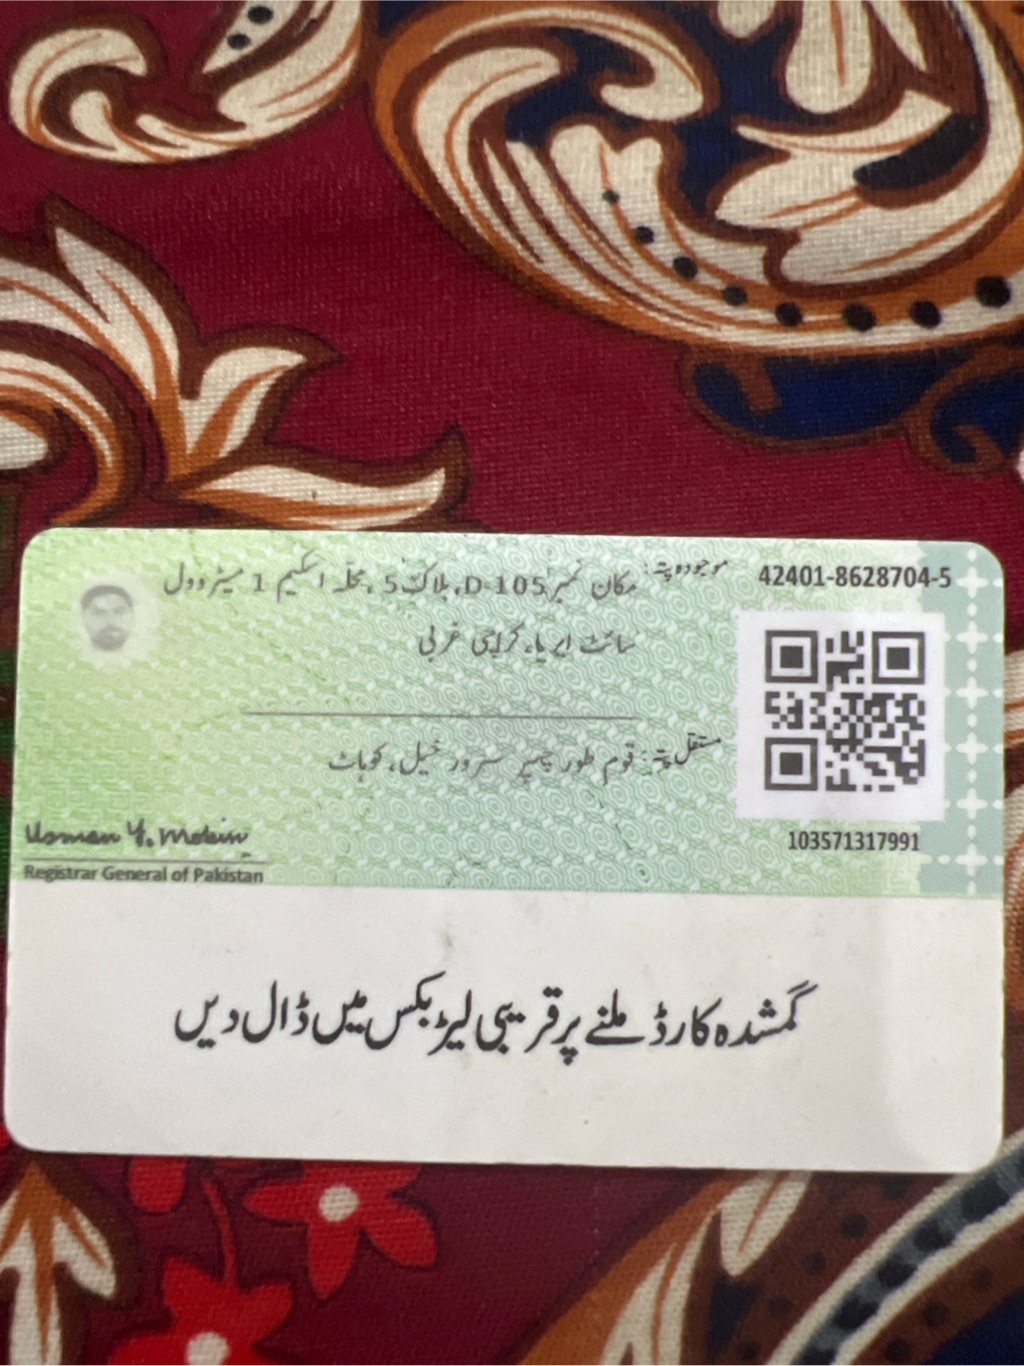 42401-8628704-5
موجودہ پتہ: مکان نمبر D-105، بلاک 5، محلہ اسکیم 1 میٹروول
سائٹ ایریا، کراچی غربی
مستقل پتہ: قوم طور چھپر سرور خیل، کوہاٹ
103571317991
Usman Y. Mobin
Registrar General of Pakistan
گمشدہ کارڈ ملنے پر قریبی لیٹر بکس میں ڈال دیں